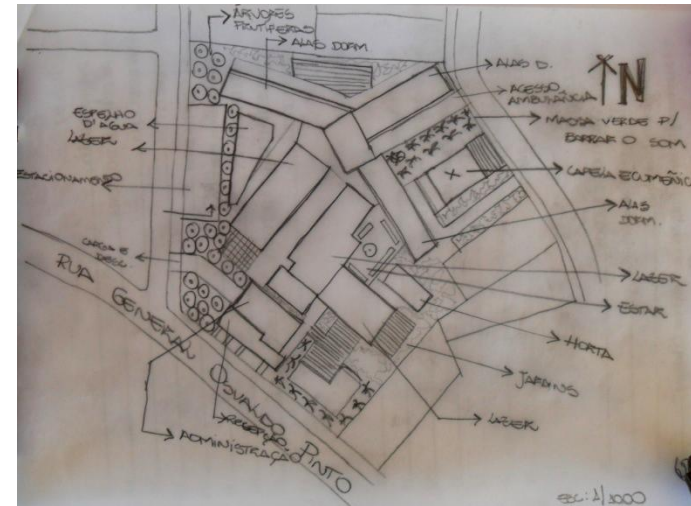 ÁRVORES
FRUTIFERAS
ALAS DORM.
ALAS D.
ACESSO
AMBULÂNCIA
N
MASSA VERDE P/
BARRAR O SOM
ESPELHO
D'ÁGUA
LAZER
CAPELA ECUMÊNICA
ESTACIONAMENTO
ALAS
DORM.
CARGA E
DESC.
LAZER
ESTAR
HORTA
JARDINS
LAZER
RUA GENERAL OSVALDO PINTO
RECEPÇÃO
ADMINISTRAÇÃO
ESC: 1/1000